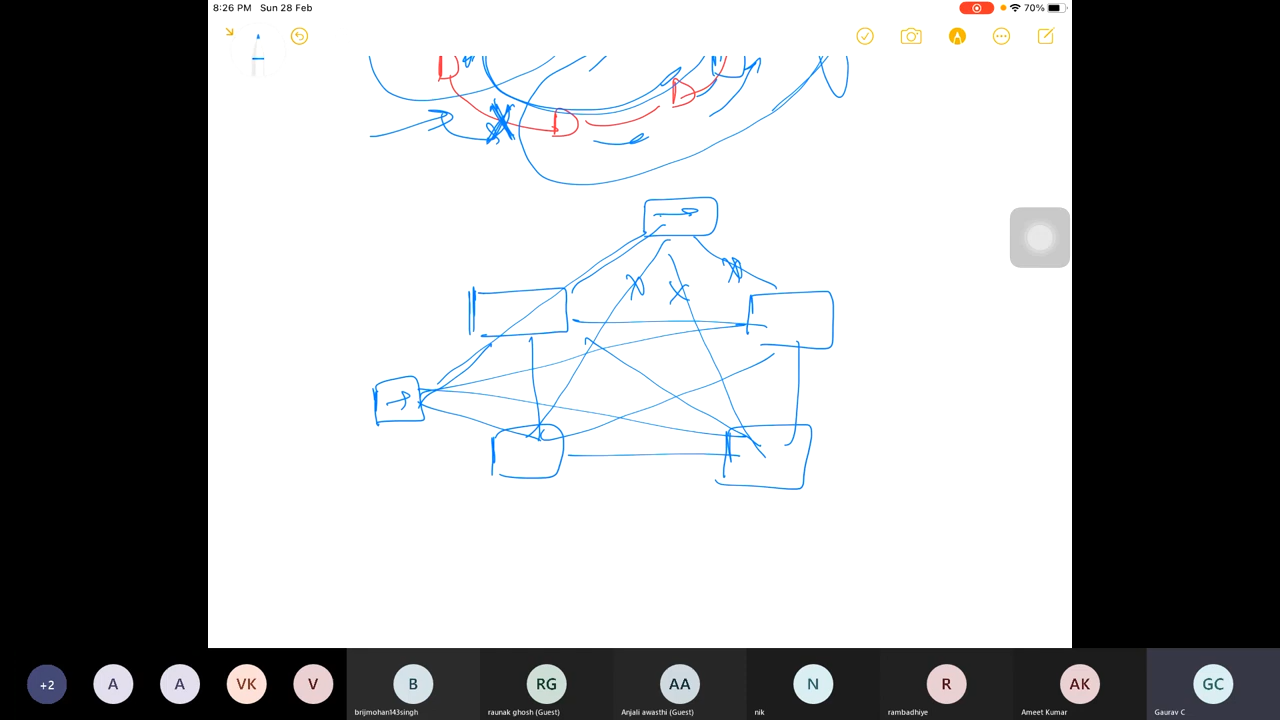 8:26 PM Sun 28 Feb 70%
D
D
D
+2 A A VK V B RG AA N R AK GC
brijmohan143singh raunak ghosh (Guest) Anjali awasthi (Guest) nik rambadhiye Ameet Kumar Gaurav C